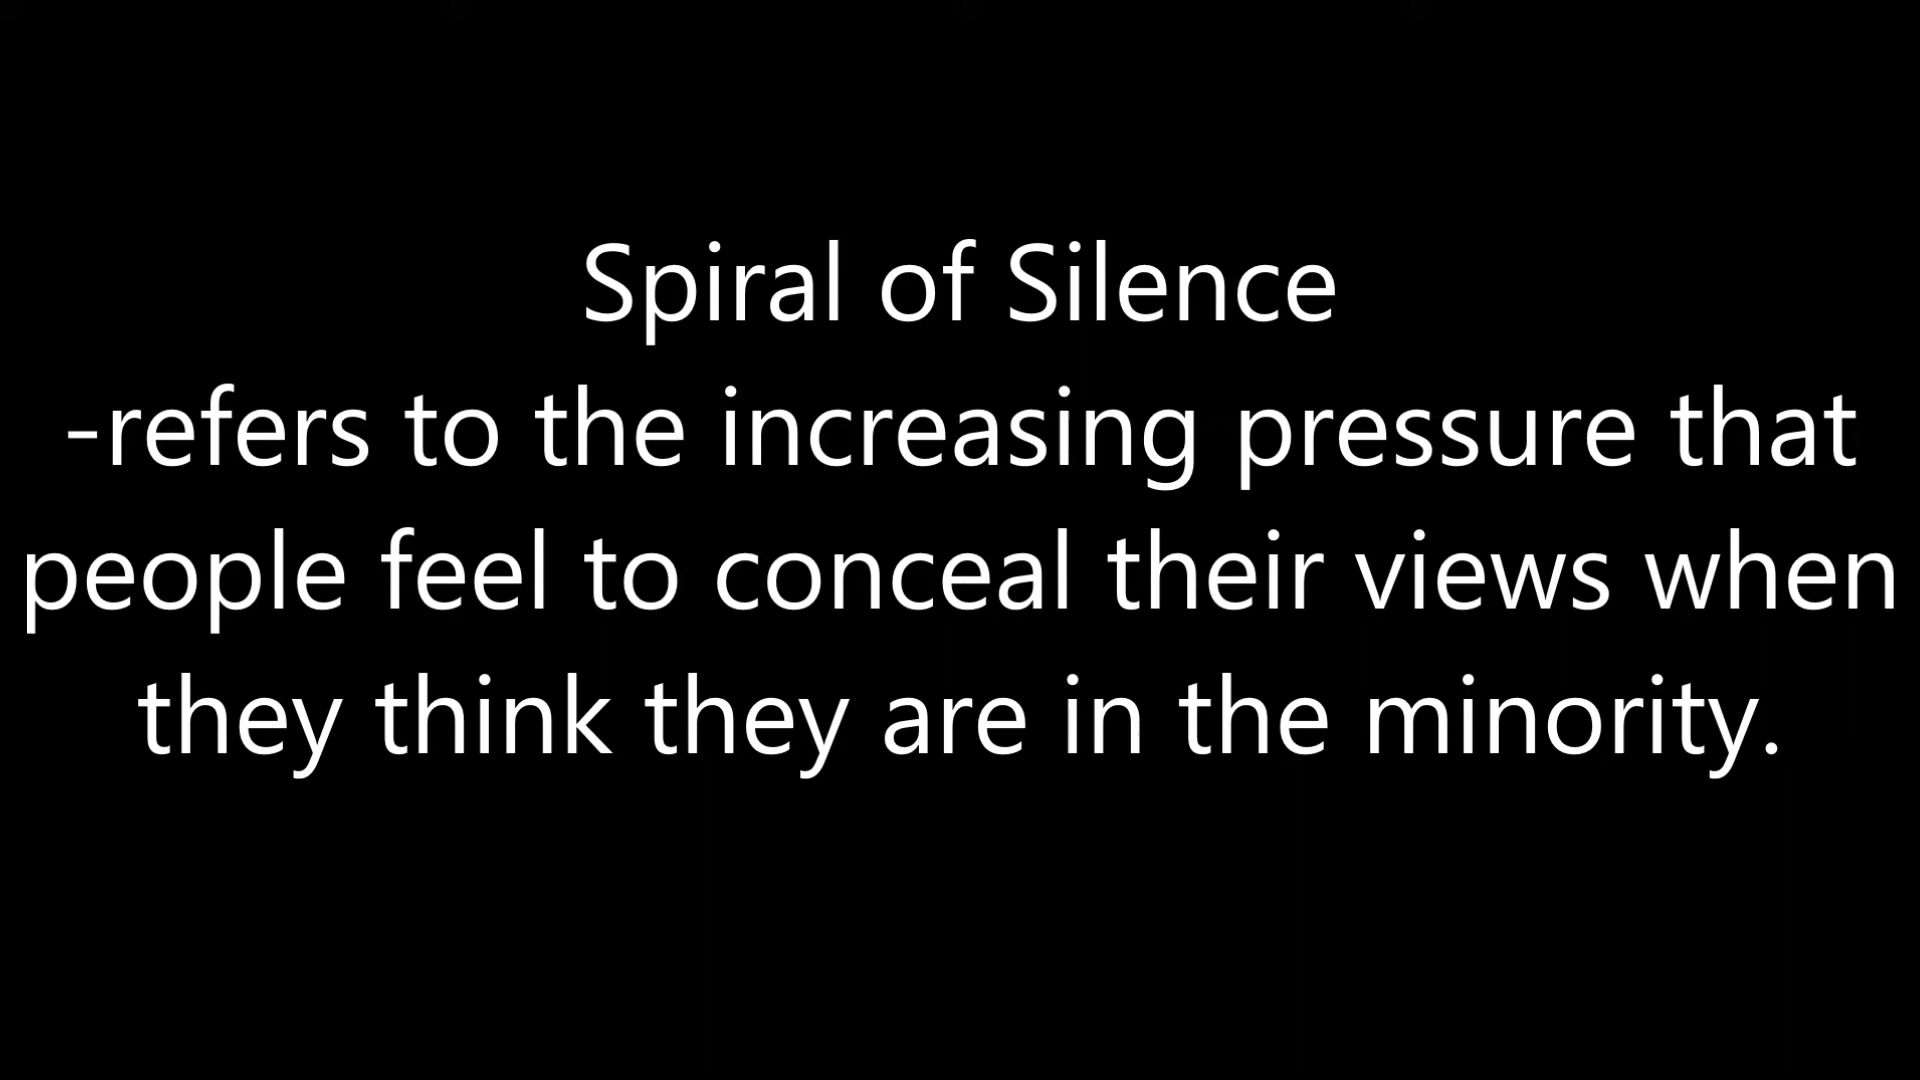 Spiral of Silence
-refers to the increasing pressure that
people feel to conceal their views when
they think they are in the minority.